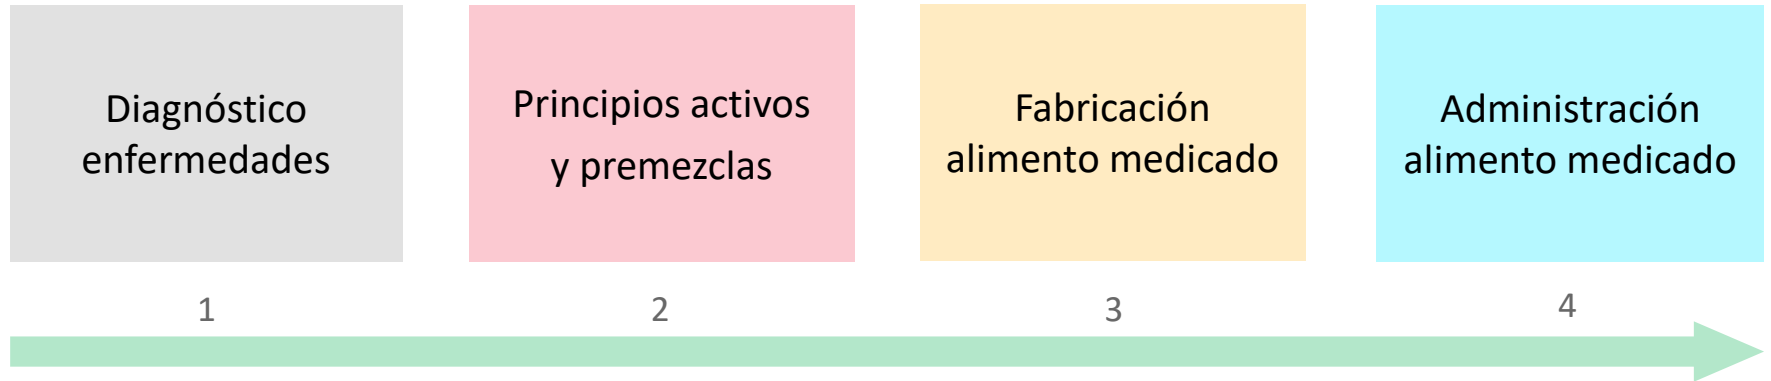 Diagnóstico
enfermedades
Principios activos
y premezclas
Fabricación
alimento medicado
Administración
alimento medicado
1
2
3
4